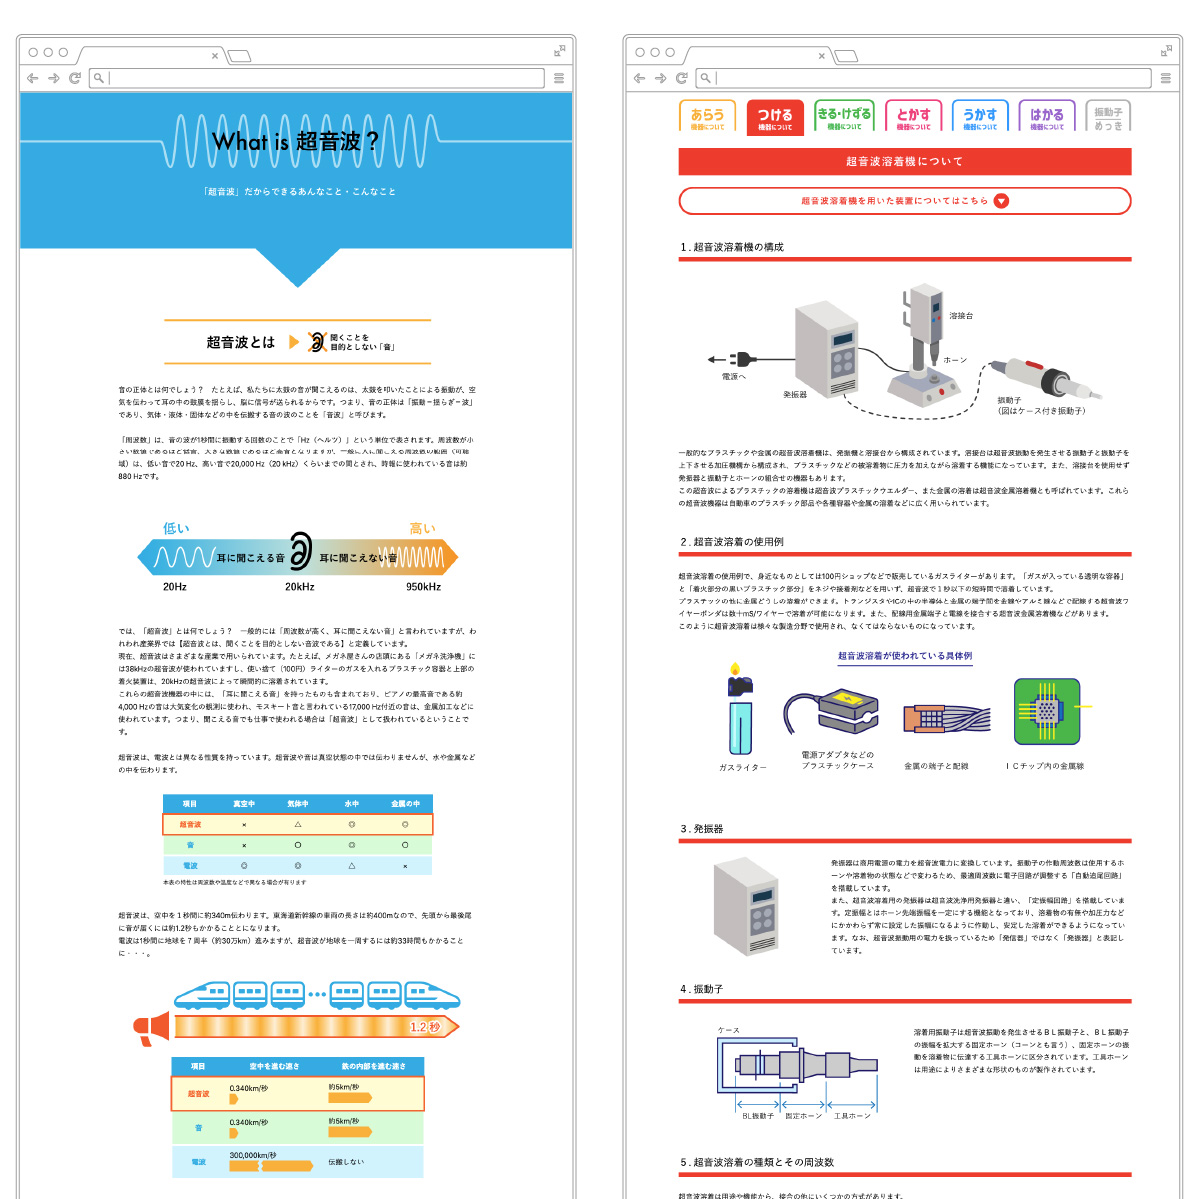 What is 超音波？
「超音波」だからできるあんなこと・こんなこと
超音波とは
聞くことを
目的としない「音」
音の正体とは何でしょう？　たとえば、私たちに太鼓の音が聞こえるのは、太鼓を叩いたことによる振動が、空
気を伝わって耳の中の鼓膜を揺らし、脳に信号が送られるからです。つまり、音の正体は「振動＝揺らぎ＝波」
であり、気体・液体・固体などの中を伝搬する音の波のことを「音波」と呼びます。
「周波数」は、音の波が1秒間に振動する回数のことで「Hz（ヘルツ）」という単位で表されます。周波数が小
域）は、低い音で20 Hz、高い音で20,000 Hz（20 kHz）くらいまでの間とされ、時報に使われている音は約
880 Hzです。
低い
高い
耳に聞こえる音
耳に聞こえない音
20Hz
20kHz
950kHz
では、「超音波」とは何でしょう？　一般的には「周波数が高く、耳に聞こえない音」と言われていますが、わ
れわれ産業界では【超音波とは、聞くことを目的としない音波である】と定義しています。
現在、超音波はさまざまな産業で用いられています。たとえば、メガネ屋さんの店頭にある「メガネ洗浄機」に
は38kHzの超音波が使われていますし、使い捨て（100円）ライターのガスを入れるプラスチック容器と上部の
着火装置は、20kHzの超音波によって瞬間的に溶着されています。
これらの超音波機器の中には、「耳に聞こえる音」を持ったものも含まれており、ピアノの最高音である約
4,000 Hzの音は大気変化の観測に使われ、モスキート音と言われている17,000 Hz付近の音は、金属加工などに
使われています。つまり、聞こえる音でも仕事で使われる場合は「超音波」として扱われているということで
す。
超音波は、電波とは異なる性質を持っています。超音波や音は真空状態の中では伝わりませんが、水や金属など
の中を伝わります。
項目 真空中 気体中 水中 金属の中
超音波 × △ ◎ ◎
音 × ○ ◎ ○
電波 ◎ ◎ △ ×
本表の特性は周波数や温度などで異なる場合が有ります
超音波は、空中を１秒間に約340m伝わります。東海道新幹線の車両の長さは約400mなので、先頭から最後尾
に音が届くには約1.2秒もかかることとになります。
電波は1秒間に地球を７周半（約30万km）進みますが、超音波が地球を一周するには約33時間もかかること
に・・・。
1.2 秒
項目 空中を進む速さ 鉄の内部を進む速さ
超音波 0.340km/秒 約5km/秒
音 0.340km/秒 約5km/秒
電波 300,000km/秒 伝搬しない
あらう
機器について
つける
機器について
きる・けずる
機器について
とかす
機器について
うかす
機器について
はかる
機器について
振動子
めっき
超音波溶着機について
超音波溶着機を用いた装置についてはこちら
1. 超音波溶着機の構成
溶接台
ホーン
電源へ
発振器
振動子
（図はケース付き振動子）
一般的なプラスチックや金属の超音波溶着機は、発振機と溶接台から構成されています。溶接台は超音波振動を発生させる振動子と振動子を
上下させる加圧機構から構成され、プラスチックなどの被溶着物に圧力を加えながら溶着する機能になっています。また、溶接台を使用せず
発振器と振動子とホーンの組合せの機器もあります。
この超音波によるプラスチックの溶着機は超音波プラスチックウエルダー、また金属の溶着は超音波金属溶着機とも呼ばれています。これら
の超音波機器は自動車のプラスチック部品や各種容器や金属の溶着などに広く用いられています。
2. 超音波溶着の使用例
超音波溶着の使用例で、身近なものとしては100円ショップなどで販売しているガスライターがあります。「ガスが入っている透明な容器」
と「着火部分の黒いプラスチック部分」をネジや接着剤などを用いず、超音波で１秒以下の短時間で溶着しています。
プラスチックの他に金属どうしの溶着ができます。トランジスタやICの中の半導体と金属の端子間を金線やアルミ線などで配線する超音波ワ
イヤーボンダは数十mS/ワイヤーで溶着が可能になります。また、配線用金属端子と電線を接合する超音波金属溶着機などがあります。
このように超音波溶着は様々な製造分野で使用され、なくてはならないものになっています。
超音波溶着が使われている具体例
ガスライター
電源アダプタなどの
プラスチックケース
金属の端子と配線
ＩＣチップ内の金属線
3. 発振器
発振器は商用電源の電力を超音波電力に変換しています。振動子の作動周波数は使用するホ
ーンや溶着物の状態などで変わるため、最適周波数に電子回路が調整する「自動追尾回路」
を搭載しています。
また、超音波溶着用の発振器は超音波洗浄用発振器と違い、「定振幅回路」を搭載していま
す。定振幅とはホーン先端振幅を一定にする機能となっており、溶着物の有無や加圧力など
にかかわらず常に設定した振幅になるように作動し、安定した溶着ができるようになってい
ます。なお、超音波振動用の電力を扱っているため「発信器」ではなく「発振器」と表記し
ています。
4. 振動子
ケース
BL振動子
固定ホーン
工具ホーン
溶着用振動子は超音波振動を発生させるＢＬ振動子と、ＢＬ振動子
の振幅を拡大する固定ホーン（コーンとも言う）、固定ホーンの振
動を溶着物に伝達する工具ホーンに区分されています。工具ホーン
は用途によりさまざまな形状のものが製作されています。
5. 超音波溶着の種類とその周波数
超音波溶着は用途や機能から、接合の他にいくつかの方式があります。